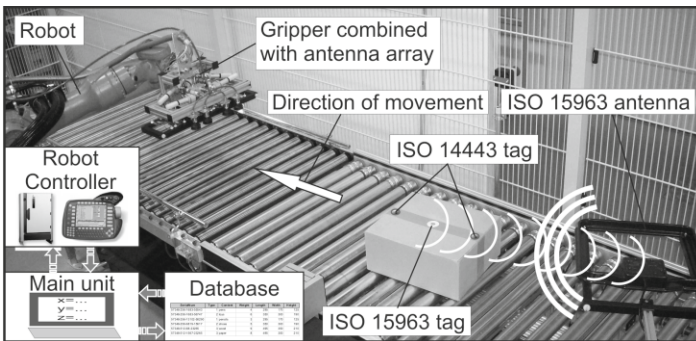 Robot
Gripper combined
with antenna array
Direction of movement
ISO 15963 antenna
ISO 14443 tag
Robot
Controller
Main unit
x=...
y=...
z=...
Database
ISO 15963 tag